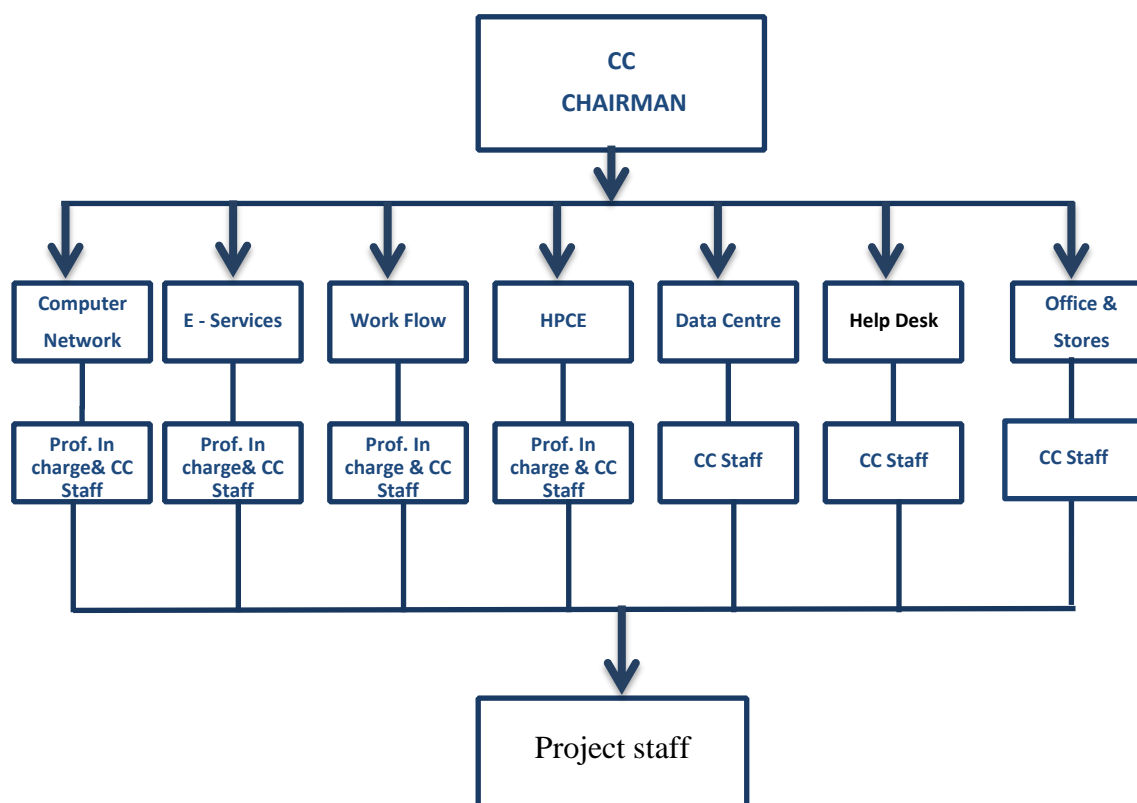 CC
CHAIRMAN
Computer
Network
E - Services
Work Flow
HPCE
Data Centre
Help Desk
Office &
Stores
Prof. In
charge& CC
Staff
Prof. In
charge& CC
Staff
Prof. In
charge & CC
Staff
Prof. In
charge & CC
Staff
CC Staff
CC Staff
CC Staff
Project staff